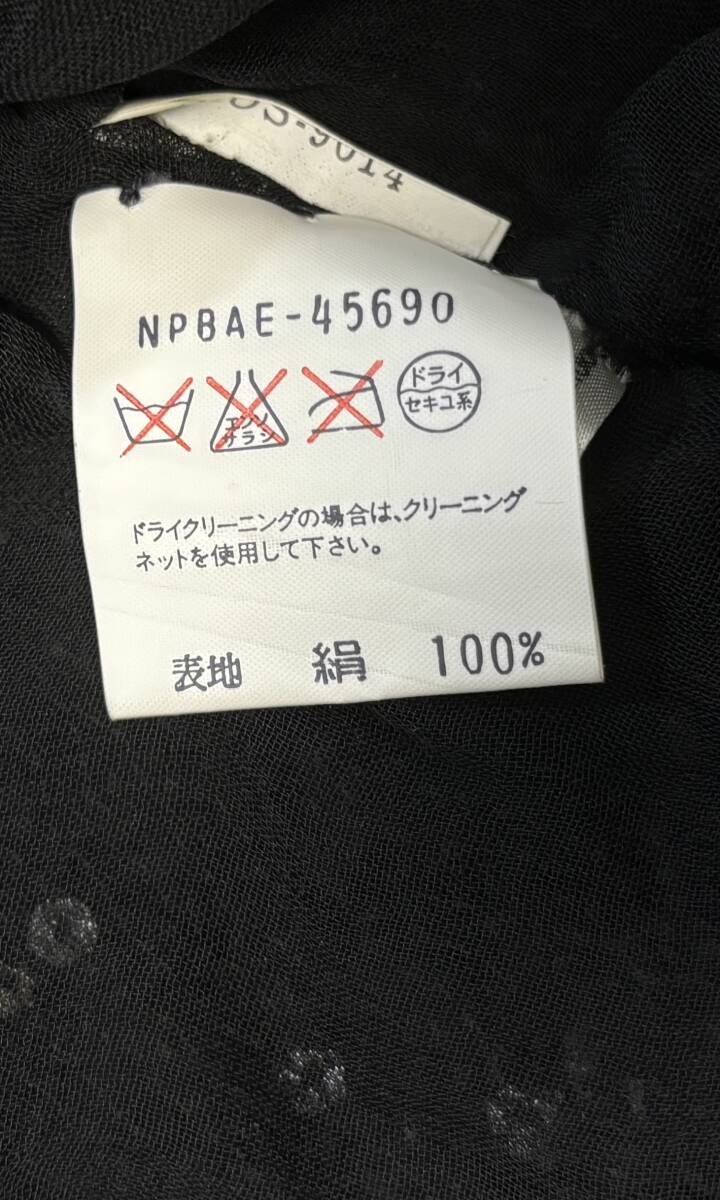 OS-9014
NPBAE-45690
エンソ
サラシ
ドライ
セキユ系
ドライクリーニングの場合は、クリーニング
ネットを使用して下さい。
表地 絹 100%